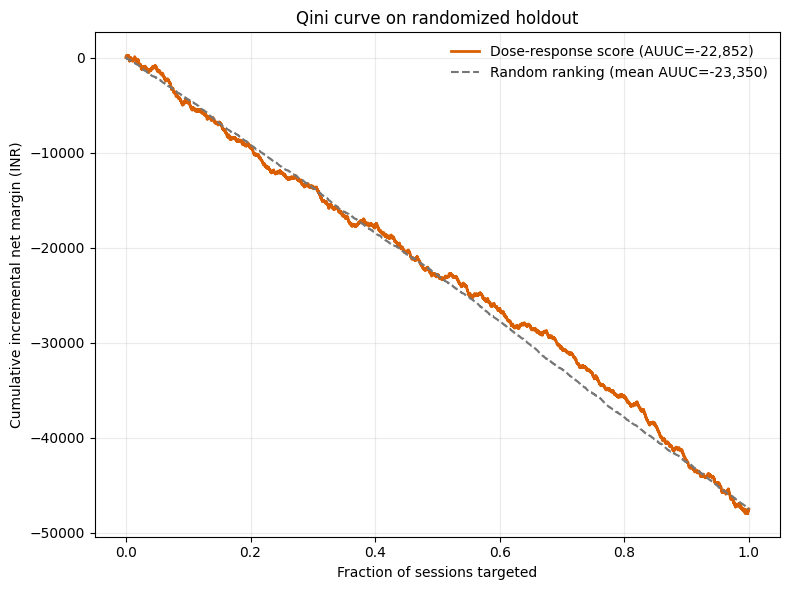 Qini curve on randomized holdout
Dose-response score (AUUC=-22,852)
Random ranking (mean AUUC=-23,350)
Cumulative incremental net margin (INR)
0
−10000
−20000
−30000
−40000
−50000
0.0 0.2 0.4 0.6 0.8 1.0
Fraction of sessions targeted